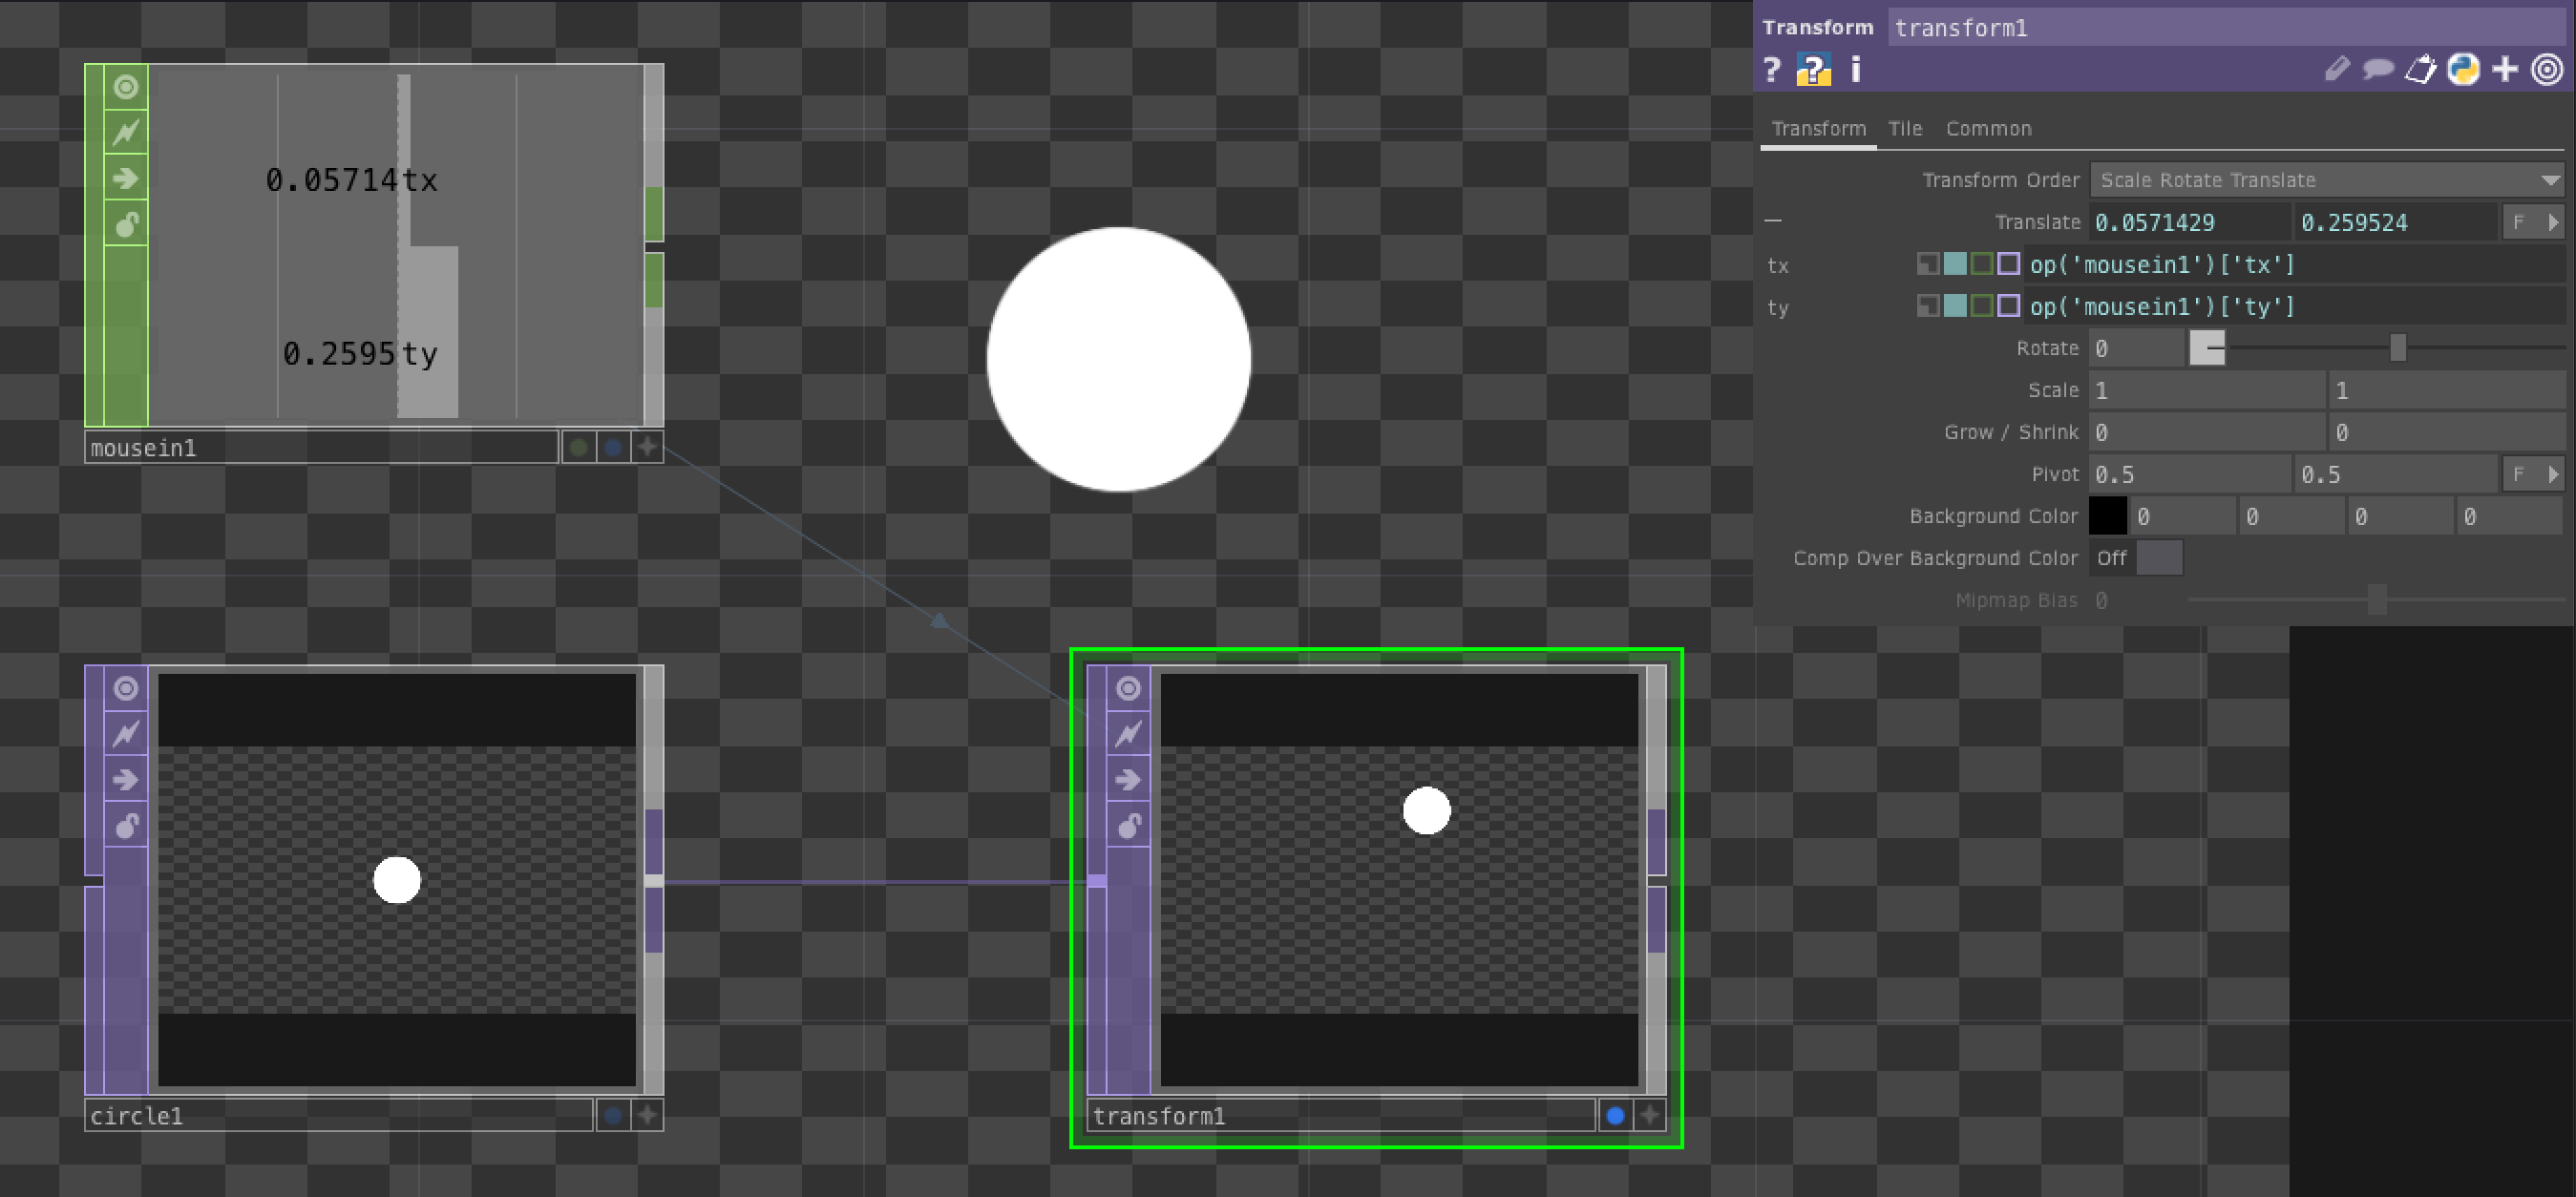 0.05714 tx
0.2595 ty
mousein1
circle1
transform1
Transform transform1
? ? i
Transform Tile Common
Transform Order Scale Rotate Translate
Translate 0.0571429 0.259524 F
tx op('mousein1')['tx']
ty op('mousein1')['ty']
Rotate 0
Scale 1 1
Grow / Shrink 0 0
Pivot 0.5 0.5 F
Background Color 0 0 0 0
Comp Over Background Color Off
Mipmap Bias 0